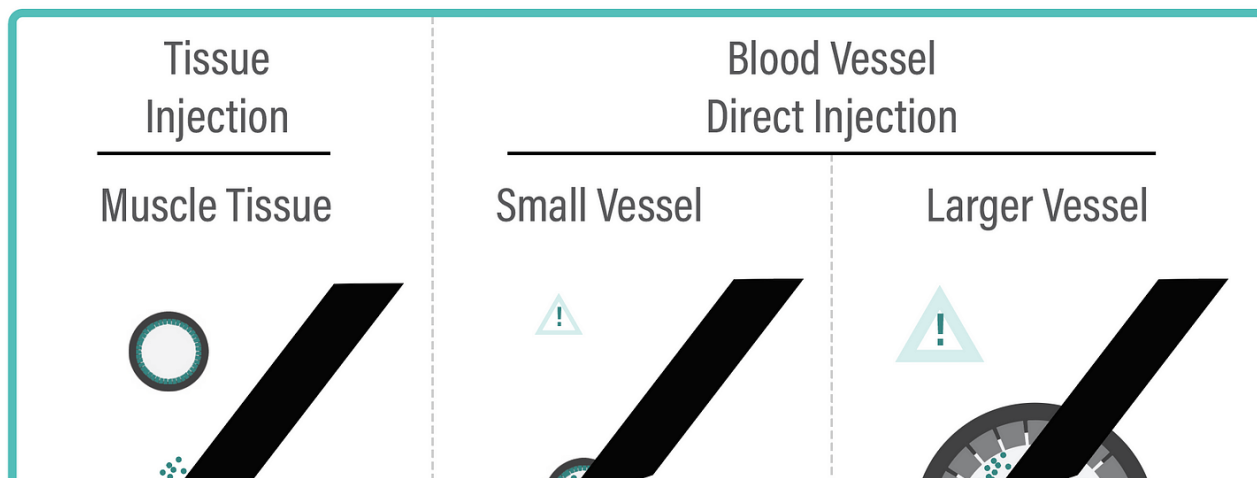 Tissue
Injection
Blood Vessel
Direct Injection
Muscle Tissue
Small Vessel
Larger Vessel
!
!